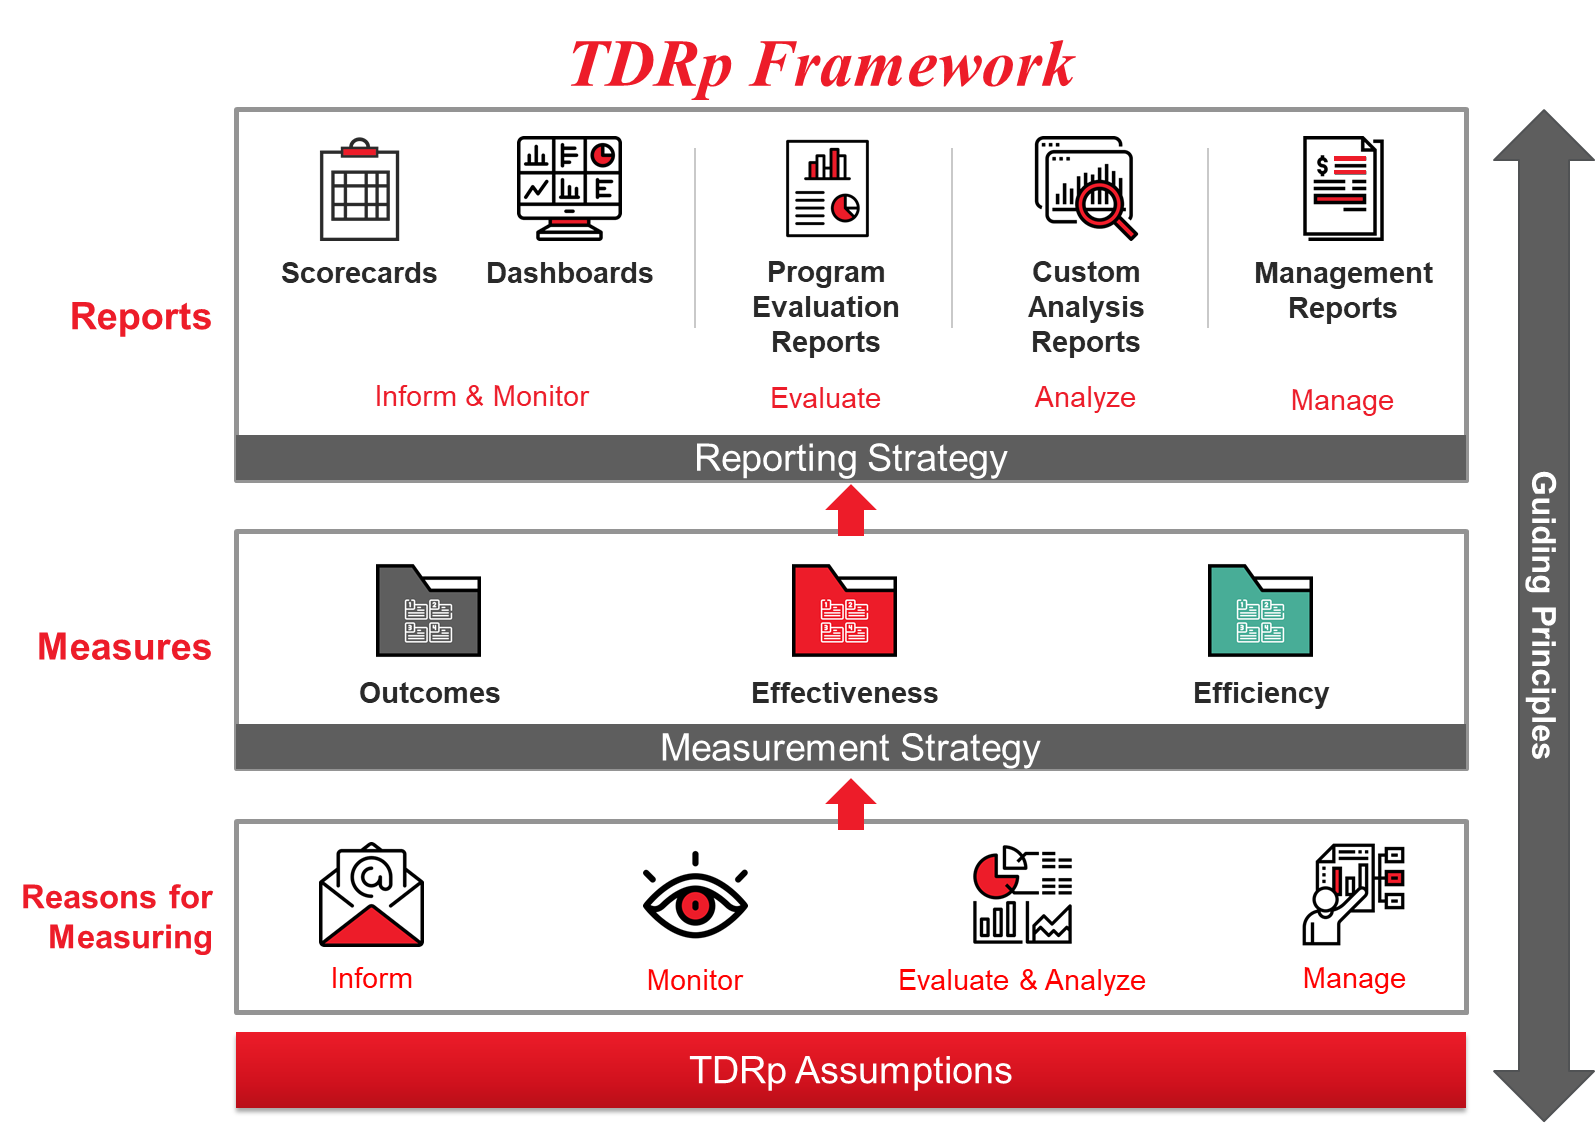 TDRp Framework
Reports
Scorecards
Dashboards
Program
Evaluation
Reports
Custom
Analysis
Reports
Management
Reports
Inform & Monitor
Evaluate
Analyze
Manage
Reporting Strategy
Measures
Outcomes
Effectiveness
Efficiency
Measurement Strategy
Reasons for
Measuring
Inform
Monitor
Evaluate & Analyze
Manage
TDRp Assumptions
Guiding Principles